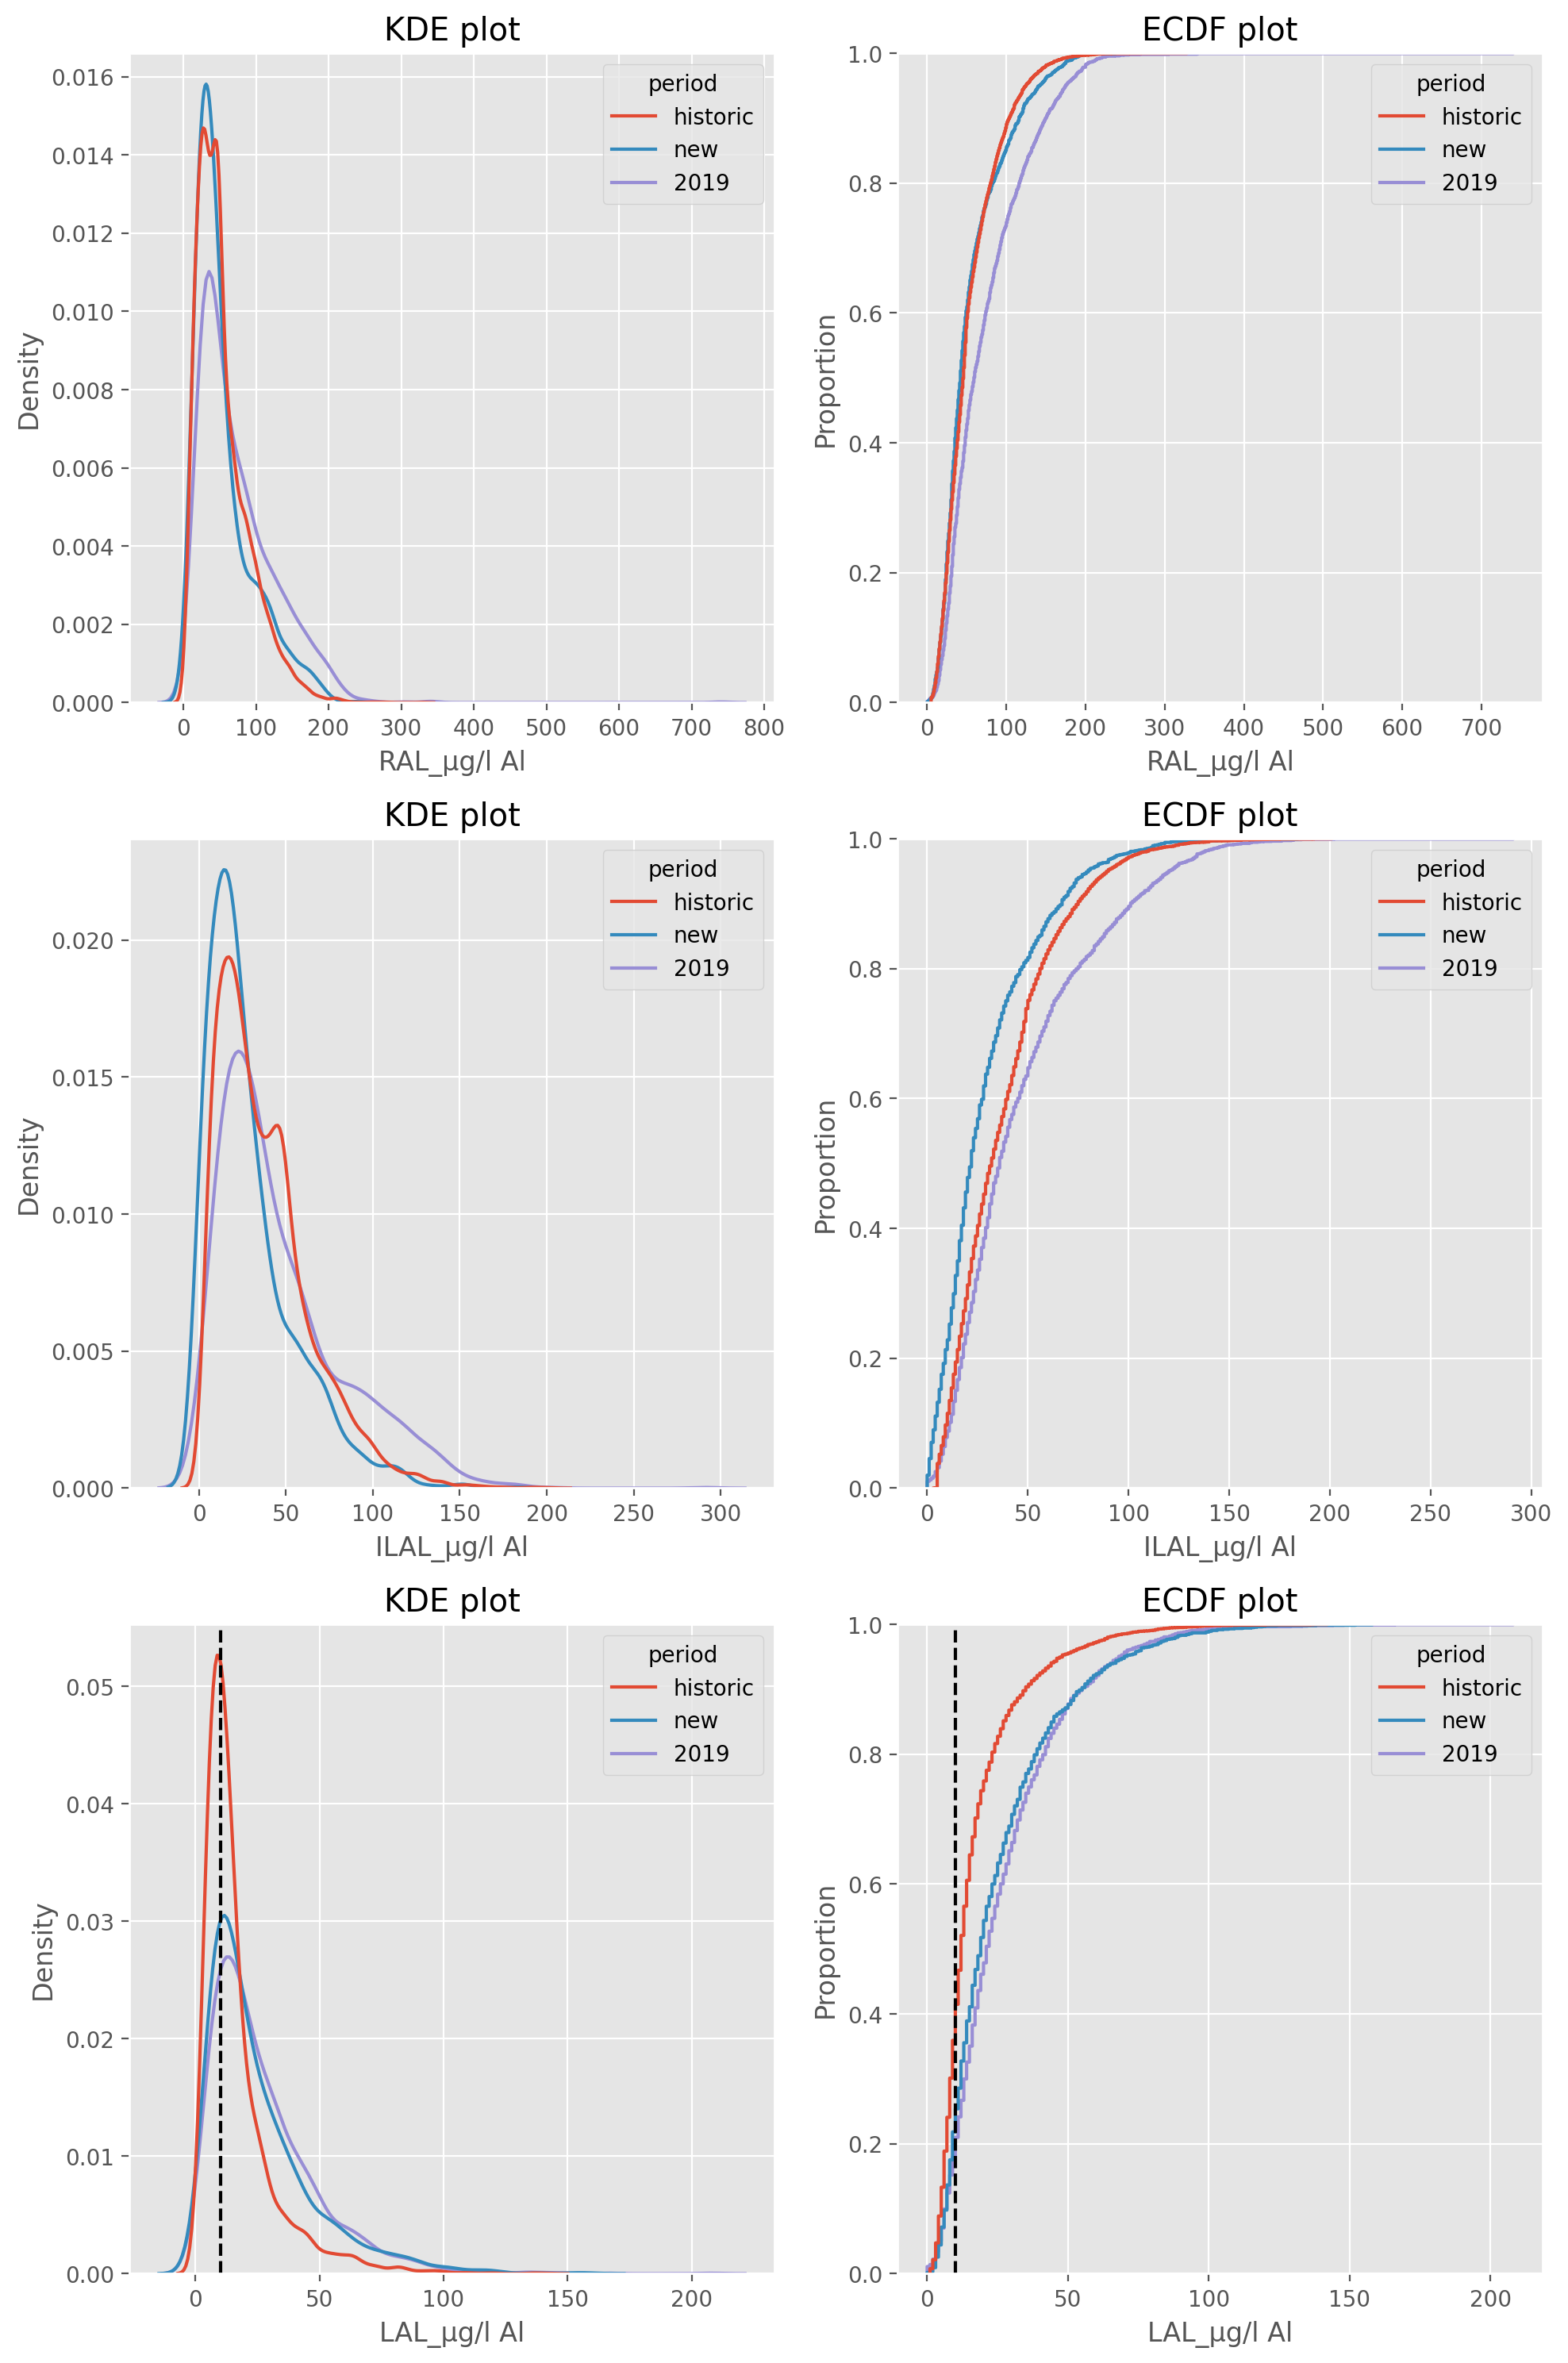 KDE plot
Density
0.016
0.014
0.012
0.010
0.008
0.006
0.004
0.002
0.000
0 100 200 300 400 500 600 700 800
RAL_µg/l Al
period
historic
new
2019
ECDF plot
Proportion
1.0
0.8
0.6
0.4
0.2
0.0
0 100 200 300 400 500 600 700
RAL_µg/l Al
period
historic
new
2019
KDE plot
Density
0.020
0.015
0.010
0.005
0.000
0 50 100 150 200 250 300
ILAL_µg/l Al
period
historic
new
2019
ECDF plot
Proportion
1.0
0.8
0.6
0.4
0.2
0.0
0 50 100 150 200 250 300
ILAL_µg/l Al
period
historic
new
2019
KDE plot
Density
0.05
0.04
0.03
0.02
0.01
0.00
0 50 100 150 200
LAL_µg/l Al
period
historic
new
2019
ECDF plot
Proportion
1.0
0.8
0.6
0.4
0.2
0.0
0 50 100 150 200
LAL_µg/l Al
period
historic
new
2019